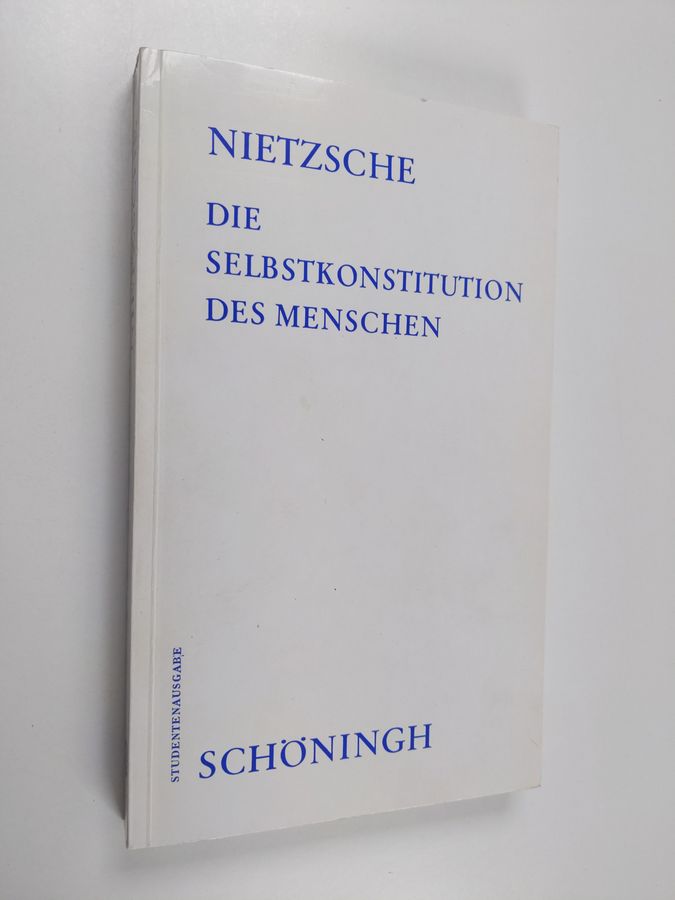 NIETZSCHE
DIE
SELBSTKONSTITUTION
DES MENSCHEN
STUDENTENAUSGABE
SCHÖNINGH